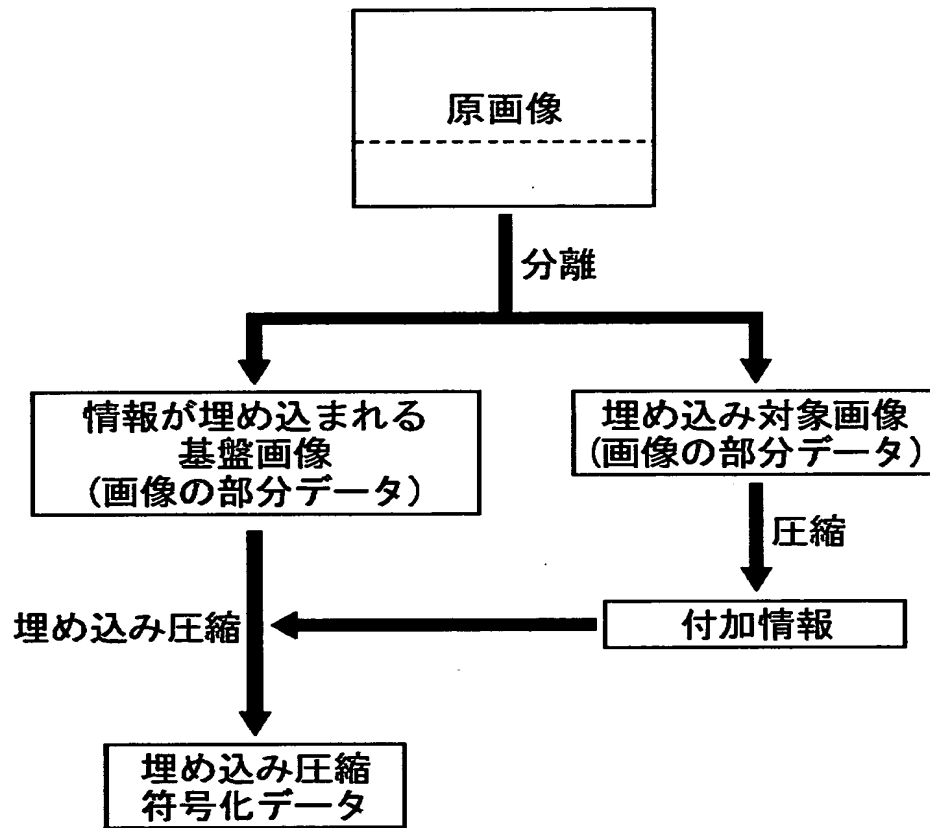 原画像
分離
情報が埋め込まれる
基盤画像
(画像の部分データ)
埋め込み対象画像
(画像の部分データ)
圧縮
埋め込み圧縮
付加情報
埋め込み圧縮
符号化データ